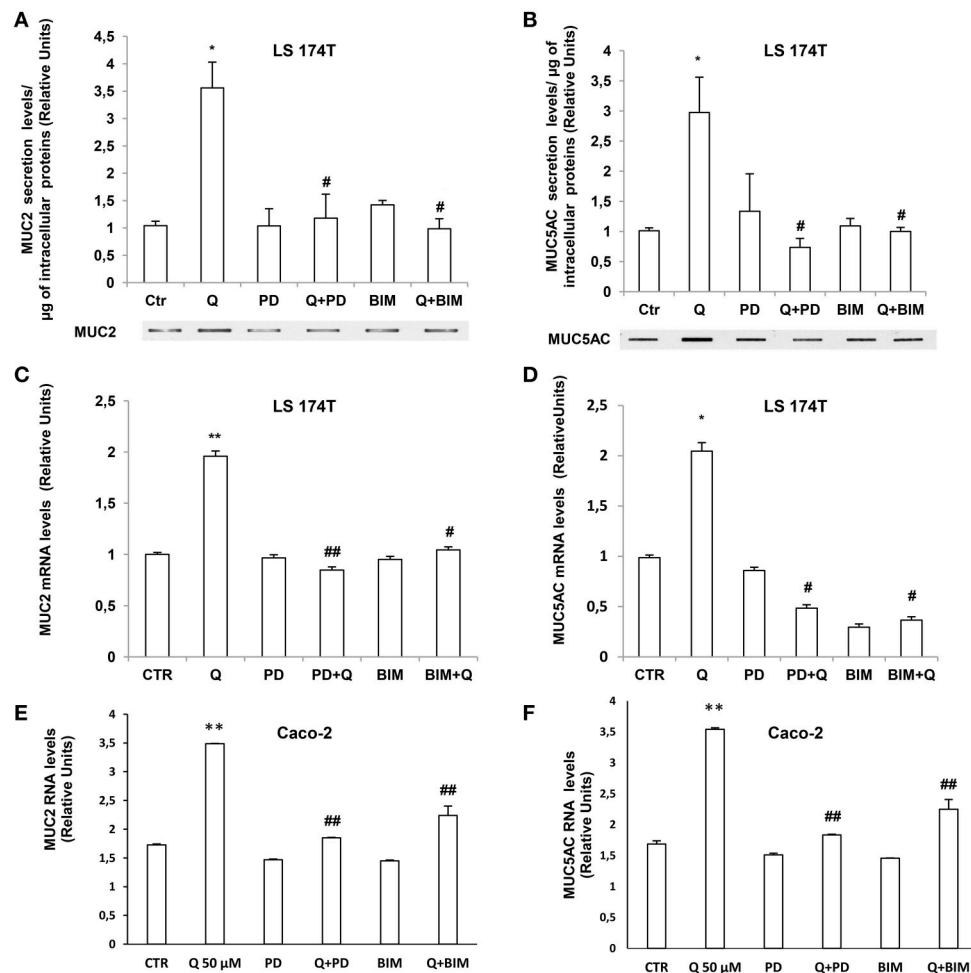 A
LS 174T
MUC2 secretion levels/
µg of intracellular proteins (Relative Units)
4,5
4
3,5
3
2,5
2
1,5
1
0,5
0
*
#
#
Ctr Q PD Q+PD BIM Q+BIM
MUC2
B
LS 174T
MUC5AC secretion levels/ µg of
intracellular proteins (Relative Units)
4
3,5
3
2,5
2
1,5
1
0,5
0
*
#
#
Ctr Q PD Q+PD BIM Q+BIM
MUC5AC
C
LS 174T
MUC2 mRNA levels (Relative Units)
2,5
2
1,5
1
0,5
0
**
##
#
CTR Q PD PD+Q BIM BIM+Q
D
LS 174T
MUC5AC mRNA levels (RelativeUnits)
2,5
2
1,5
1
0,5
0
*
#
#
CTR Q PD PD+Q BIM BIM+Q
E
Caco-2
MUC2 RNA levels
(Relative Units)
4
3,5
3
2,5
2
1,5
1
0,5
0
**
##
##
CTR Q 50 µM PD Q+PD BIM Q+BIM
F
Caco-2
MUC5AC RNA levels
(Relative Units)
4
3,5
3
2,5
2
1,5
1
0,5
0
**
##
##
CTR Q 50 µM PD Q+PD BIM Q+BIM